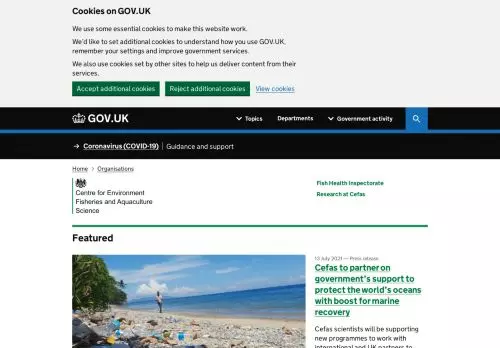 Cookies on GOV.UK
We use some essential cookies to make this website work.
We'd like to set additional cookies to understand how you use GOV.UK,
remember your settings and improve government services.
We also use cookies set by other sites to help us deliver content from their
services.
Accept additional cookies Reject additional cookies View cookies
GOV.UK Topics Departments Government activity
→ Coronavirus (COVID-19) Guidance and support
Home > Organisations
Centre for Environment
Fisheries and Aquaculture
Science
Fish Health Inspectorate
Research at Cefas
Featured
13 July 2021 — Press release
Cefas to partner on
government's support to
protect the world's oceans
with boost for marine
recovery
Cefas scientists will be supporting
new programmes to work with
international and UK partners to